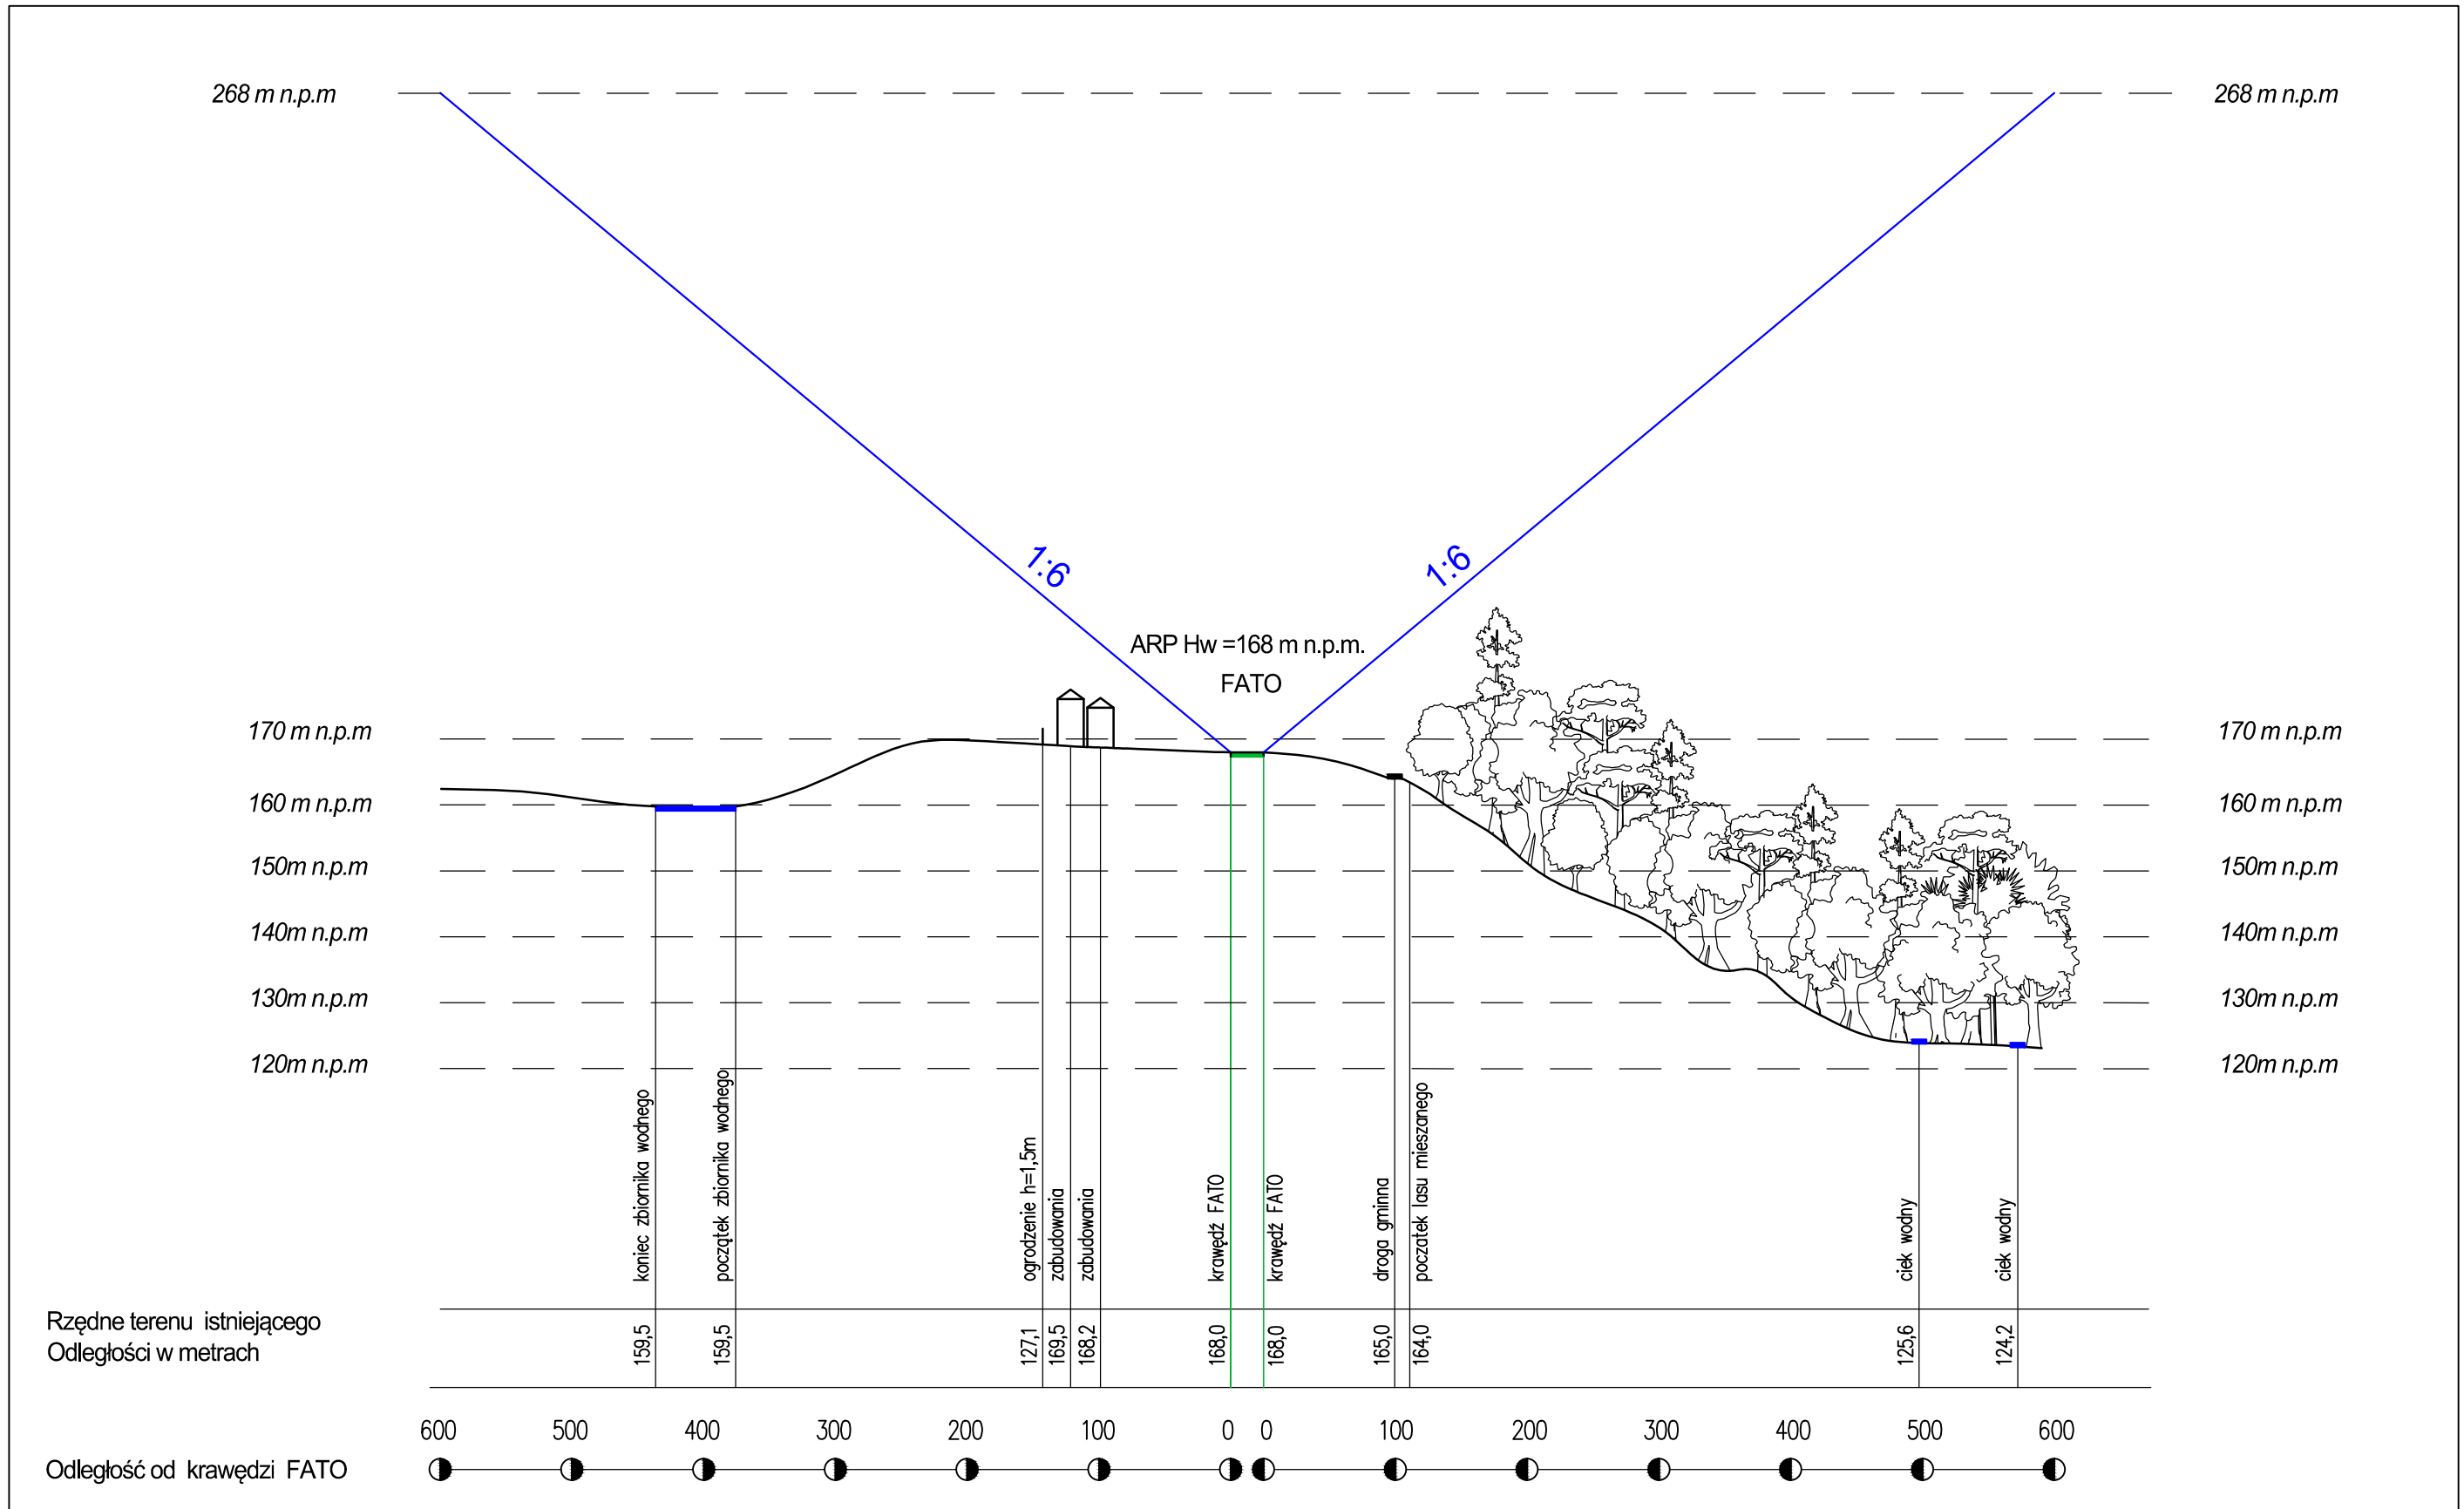 268 m n.p.m
268 m n.p.m
1:6
1:6
ARP Hw =168 m n.p.m.
FATO
170 m n.p.m
170 m n.p.m
160 m n.p.m
160 m n.p.m
150m n.p.m
150m n.p.m
140m n.p.m
140m n.p.m
130m n.p.m
130m n.p.m
120m n.p.m
120m n.p.m
koniec zbiornika wodnego
początek zbiornika wodnego
ogrodzenie h=1,5m
zabudowania
zabudowania
krawędź FATO
krawędź FATO
droga gminna
poczatek lasu mieszanego
ciek wodny
ciek wodny
Rzędne terenu istniejącego
Odległości w metrach
159,5
159,5
127,1
169,5
168,2
168,0
168,0
165,0
164,0
125,6
124,2
600 500 400 300 200 100 0 0 100 200 300 400 500 600
Odległość od krawędzi FATO